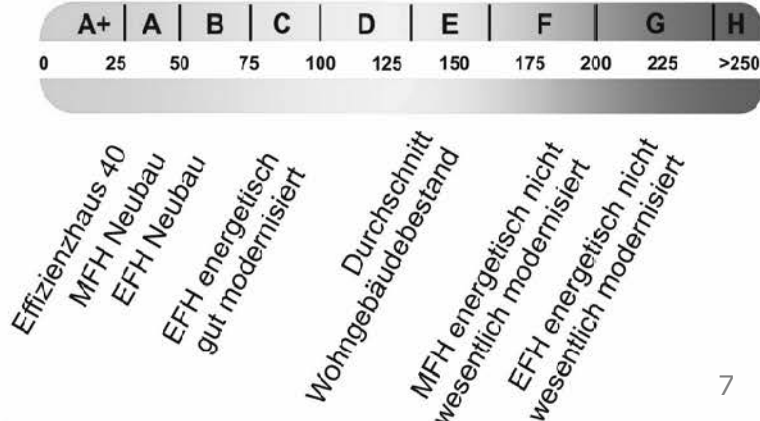 A+ A B C D E F G H
0 25 50 75 100 125 150 175 200 225 >250
Effizienzhaus 40
MFH Neubau
EFH Neubau
EFH energetisch
gut modernisiert
Durchschnitt
Wohngebäudebestand
MFH energetisch nicht
wesentlich modernisiert
EFH energetisch nicht
wesentlich modernisiert
7